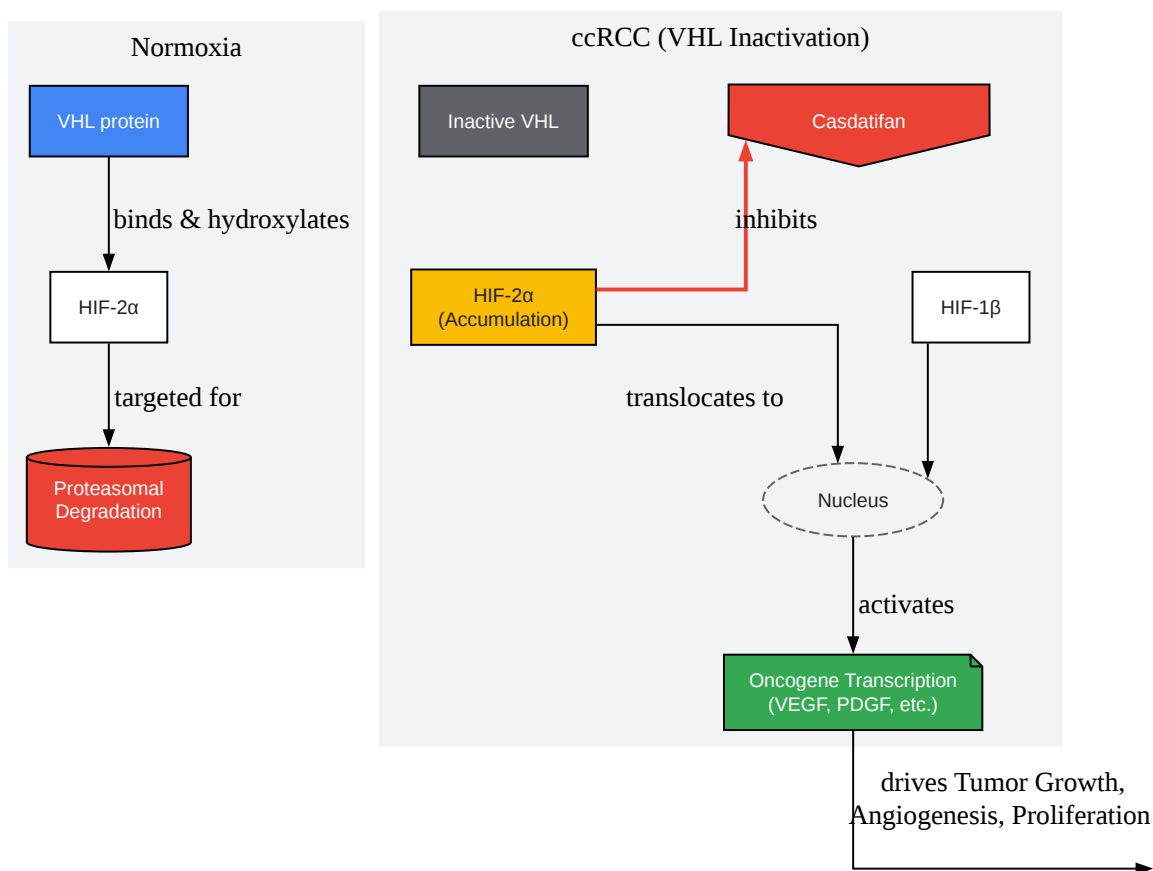 Normoxia
VHL protein
binds & hydroxylates
HIF-2α
targeted for
Proteasomal
Degradation
ccRCC (VHL Inactivation)
Inactive VHL
Casdatifan
inhibits
HIF-2α
(Accumulation)
HIF-1β
translocates to
Nucleus
activates
Oncogene Transcription
(VEGF, PDGF, etc.)
drives Tumor Growth,
Angiogenesis, Proliferation